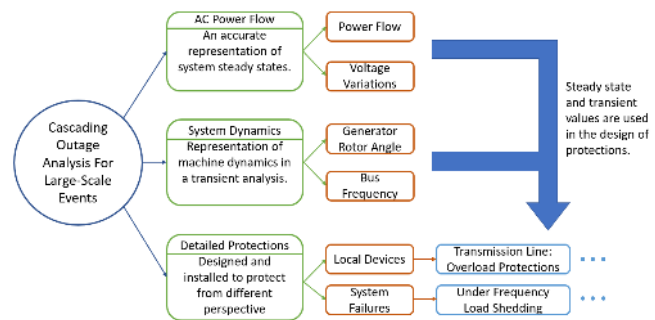 Cascading
Outage
Analysis For
Large-Scale
Events
AC Power Flow
An accurate
representation of
system steady states.
Power Flow
Voltage
Variations
System Dynamics
Representation of
machine dynamics in
a transient analysis.
Generator
Rotor Angle
Bus
Frequency
Steady state
and transient
values are used
in the design of
protections.
Detailed Protections
Designed and
installed to protect
from different
perspective
Local Devices
Transmission Line:
Overload Protections
System
Failures
Under Frequency
Load Shedding